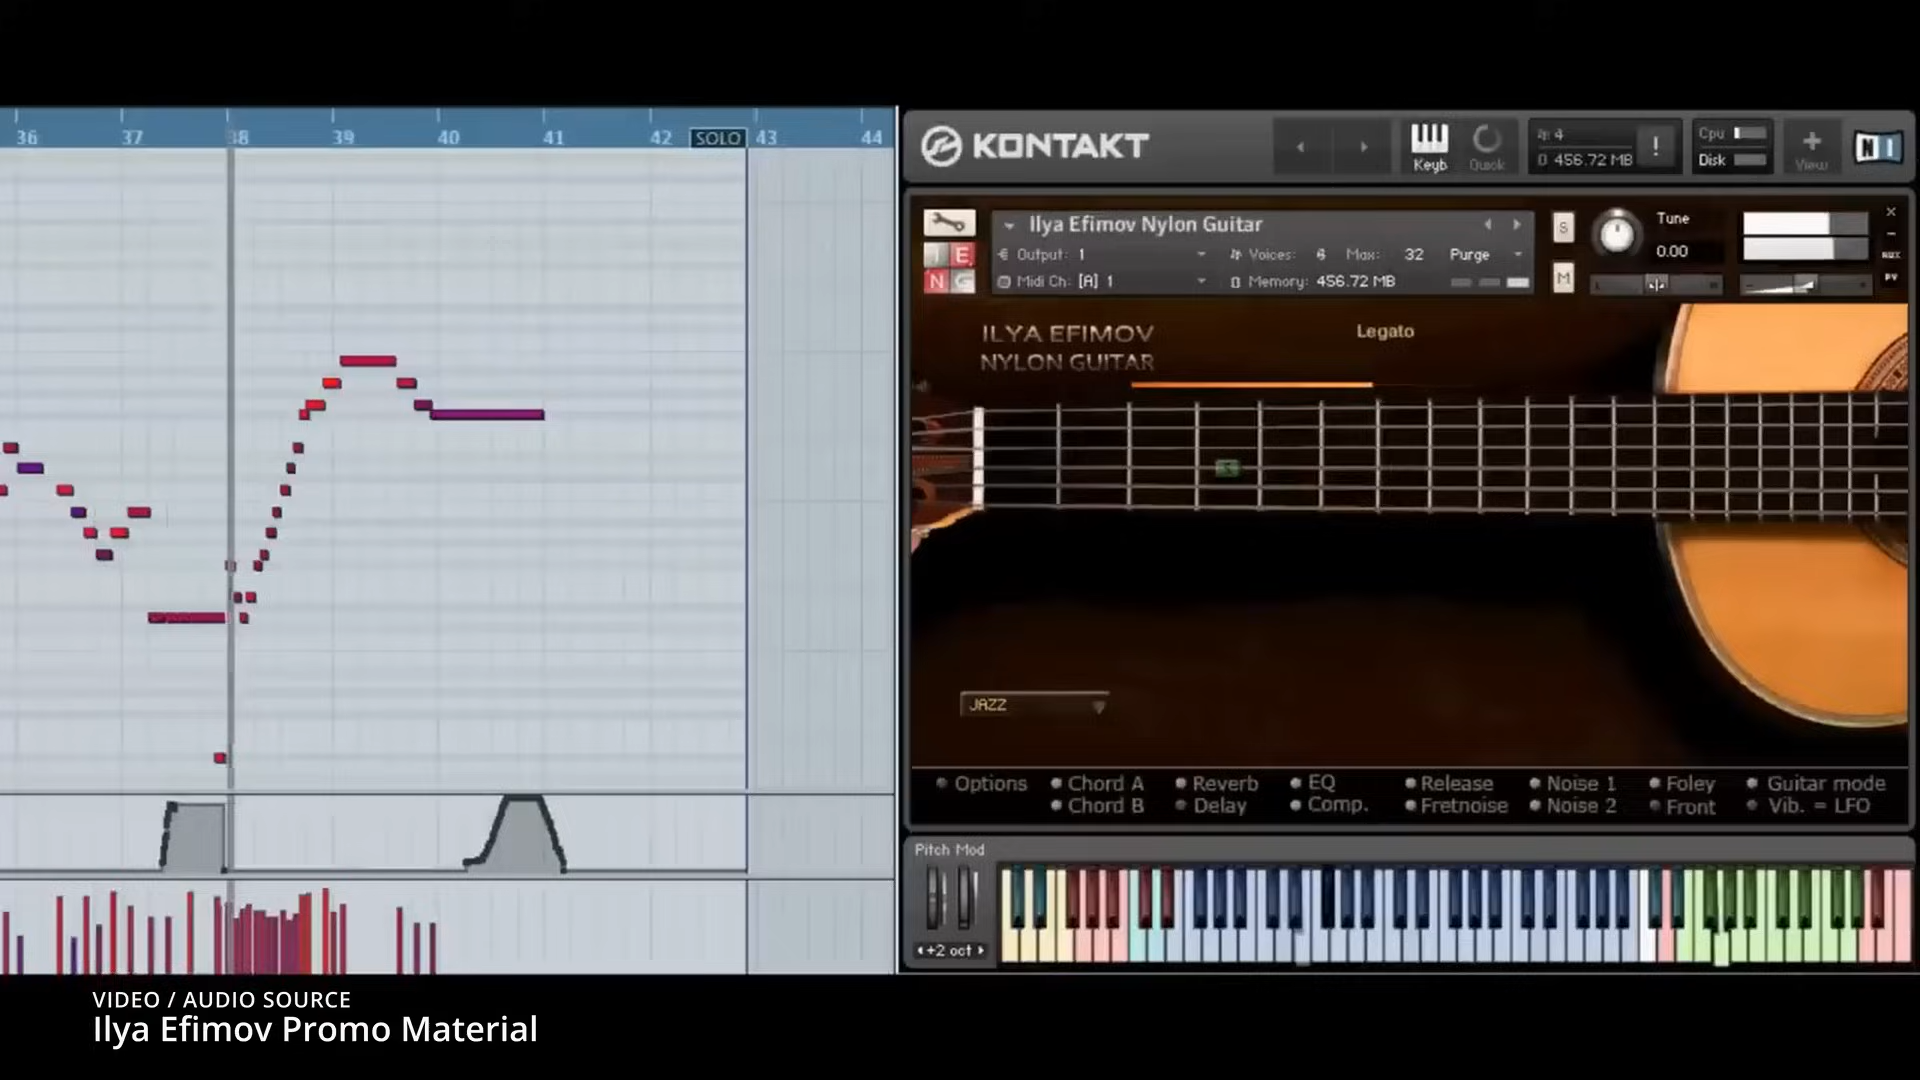 36 37 38 39 40 41 42 SOLO 43 44
KONTAKT
Keyb
Quick
4
456.72 MB
!
Cpu
Disk
View
NI
Ilya Efimov Nylon Guitar
Output: 1
Voices: 6 Max: 32 Purge
Midi Ch: [A] 1
Memory: 456.72 MB
S
M
Tune
0.00
AUX
PV
ILYA EFIMOV
NYLON GUITAR
Legato
JAZZ
Options
Chord A
Reverb
EQ
Release
Noise 1
Foley
Guitar mode
Chord B
Delay
Comp.
Fretnoise
Noise 2
Front
Vib. = LFO
Pitch Mod
+2 oct
VIDEO / AUDIO SOURCE
Ilya Efimov Promo Material